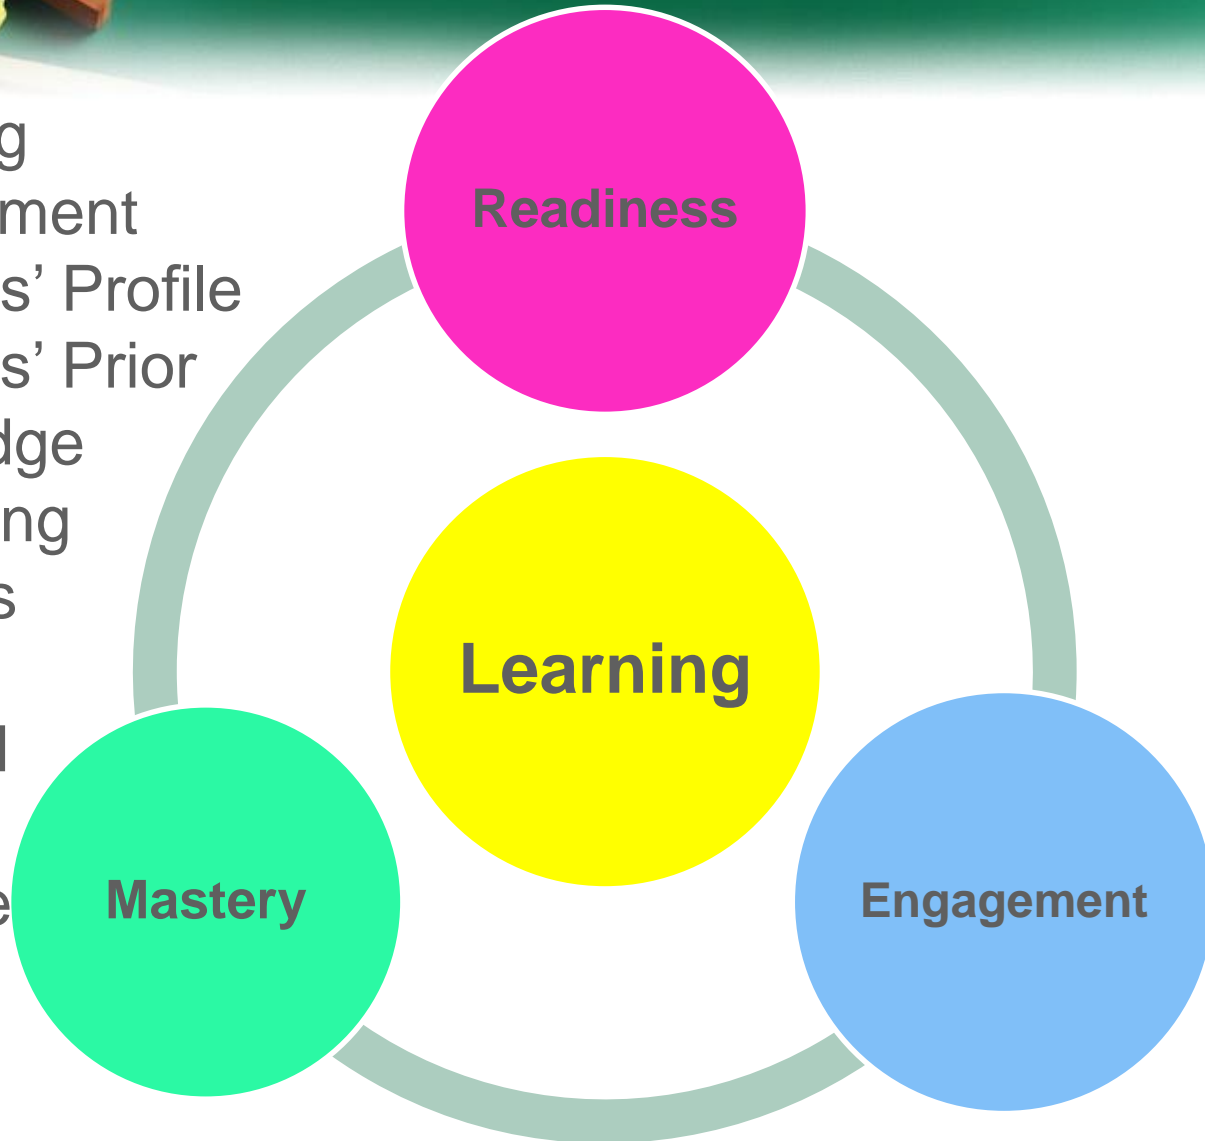 g
ment
s’ Profile
s’ Prior
dge
ng
s
e
Readiness
Learning
Mastery
Engagement